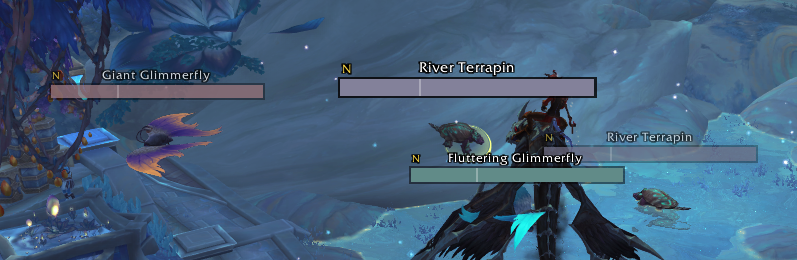 N River Terrapin
N Giant Glimmerfly
N River Terrapin
N Fluttering Glimmerfly